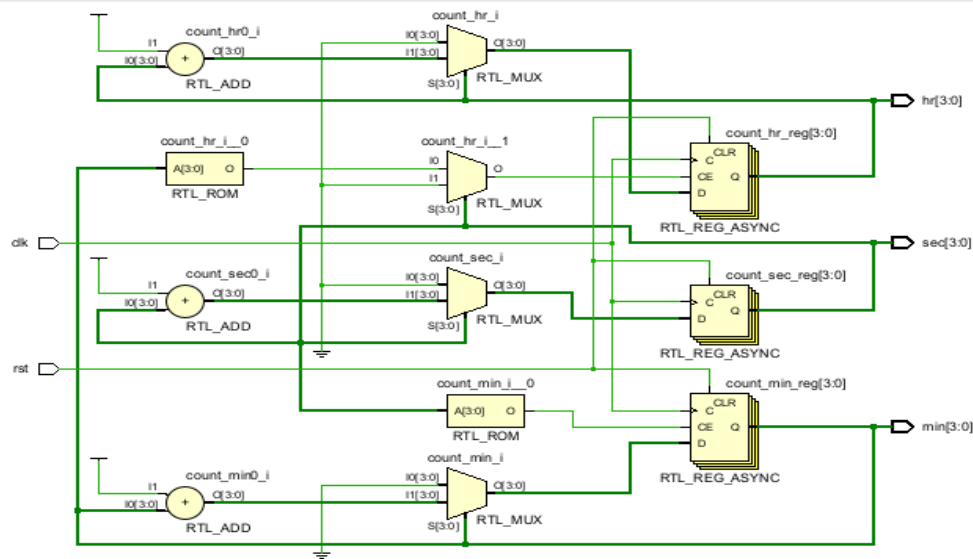 count_hr_i
count_hr0_i
I1
I0[3:0]
+
O[3:0]
RTL_ADD
I0[3:0]
I1[3:0]
S[3:0]
O[3:0]
RTL_MUX
hr[3:0]
count_hr_i__0
A[3:0]
O
RTL_ROM
count_hr_i__1
I0
I1
S[3:0]
O
RTL_MUX
count_hr_reg[3:0]
CLR
C
CE
D
Q
RTL_REG_ASYNC
clk
sec[3:0]
count_sec0_i
I1
I0[3:0]
+
O[3:0]
RTL_ADD
count_sec_i
I0[3:0]
I1[3:0]
S[3:0]
O[3:0]
RTL_MUX
count_sec_reg[3:0]
CLR
C
D
Q
RTL_REG_ASYNC
rst
count_min_i__0
A[3:0]
O
RTL_ROM
count_min_reg[3:0]
CLR
C
CE
D
Q
RTL_REG_ASYNC
min[3:0]
count_min0_i
I1
I0[3:0]
+
O[3:0]
RTL_ADD
count_min_i
I0[3:0]
I1[3:0]
S[3:0]
O[3:0]
RTL_MUX